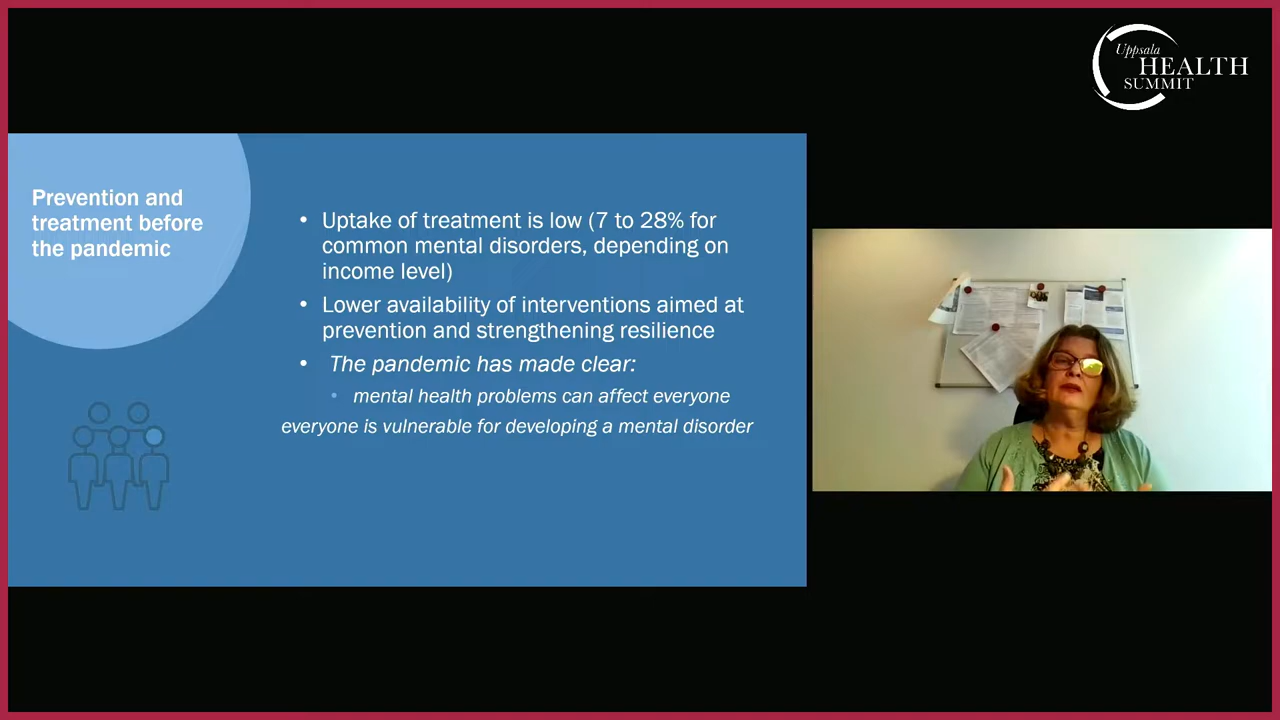 Uppsala
HEALTH
SUMMIT
Prevention and
treatment before
the pandemic
• Uptake of treatment is low (7 to 28% for
common mental disorders, depending on
income level)
• Lower availability of interventions aimed at
prevention and strengthening resilience
• The pandemic has made clear:
• mental health problems can affect everyone
everyone is vulnerable for developing a mental disorder